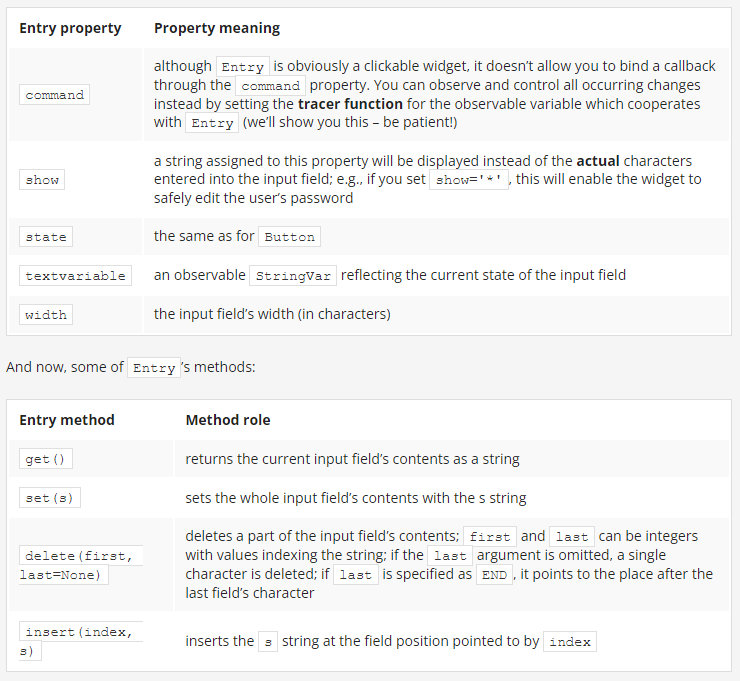 Entry property Property meaning
although Entry is obviously a clickable widget, it doesn’t allow you to bind a callback
through the command property. You can observe and control all occurring changes
command
instead by setting the tracer function for the observable variable which cooperates
with Entry (we’ll show you this – be patient!)
a string assigned to this property will be displayed instead of the actual characters
show
entered into the input field; e.g., if you set show='*', this will enable the widget to
safely edit the user’s password
state the same as for Button
textvariable an observable StringVar reflecting the current state of the input field
width the input field’s width (in characters)
And now, some of Entry’s methods:
Entry method Method role
get() returns the current input field’s contents as a string
set(s) sets the whole input field’s contents with the s string
deletes a part of the input field’s contents; first and last can be integers
delete(first, with values indexing the string; if the last argument is omitted, a single
last=None) character is deleted; if last is specified as END, it points to the place after the
last field’s character
insert(index,
s) inserts the s string at the field position pointed to by index